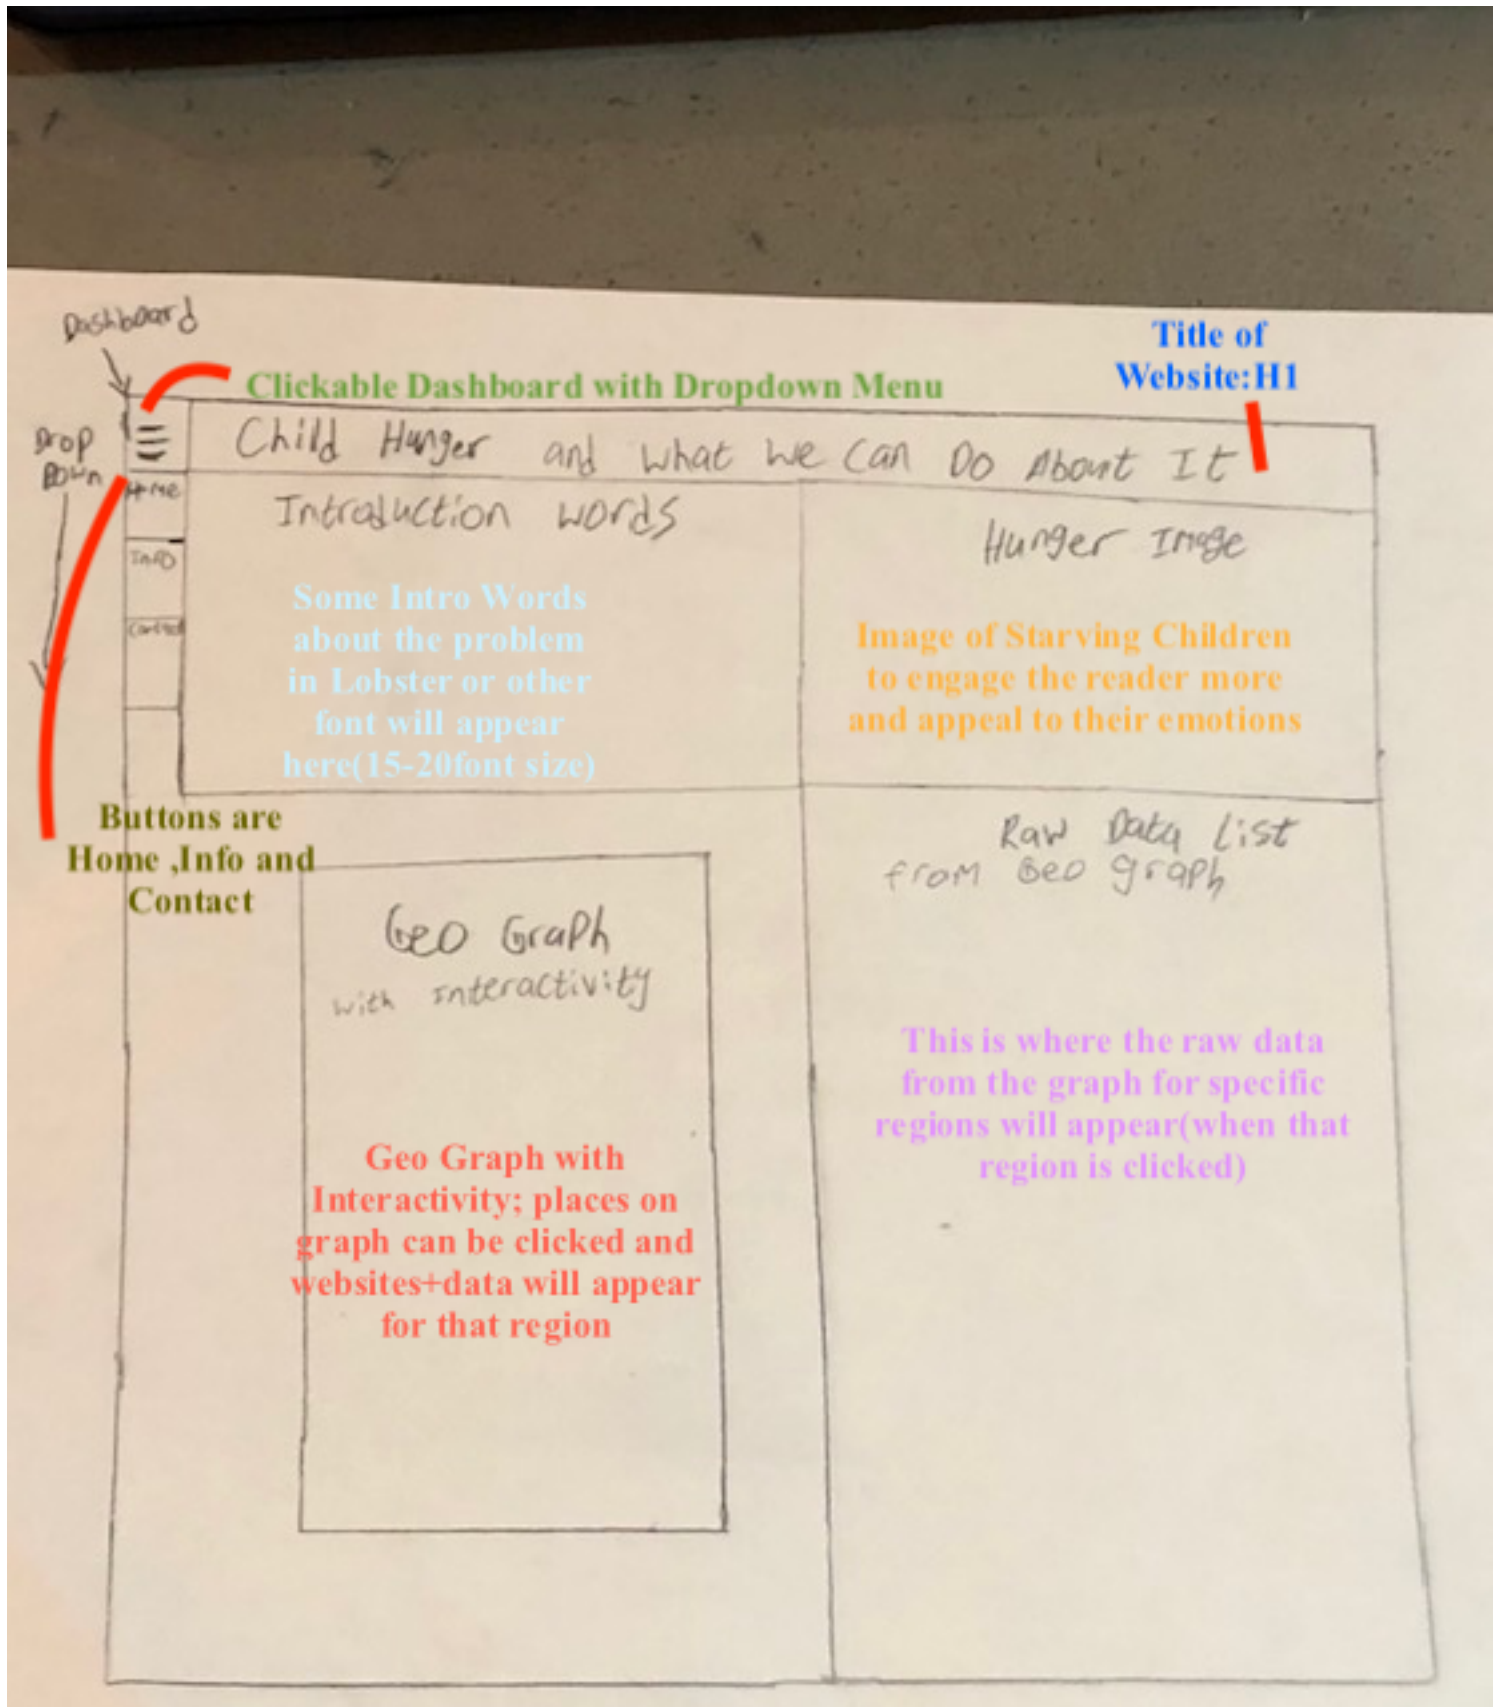 Dashboard
Title of
Website:H1
Clickable Dashboard with Dropdown Menu
Drop
Down
Child Hunger and what we can Do About It
Home
Info
Contact
Introduction words
Hunger Image
Some Intro Words
about the problem
in Lobster or other
font will appear
here(15-20font size)
Image of Starving Children
to engage the reader more
and appeal to their emotions
Buttons are
Home ,Info and
Contact
Raw Data List
from Geo graph
Geo Graph
with interactivity
This is where the raw data
from the graph for specific
regions will appear(when that
region is clicked)
Geo Graph with
Interactivity; places on
graph can be clicked and
websites+data will appear
for that region